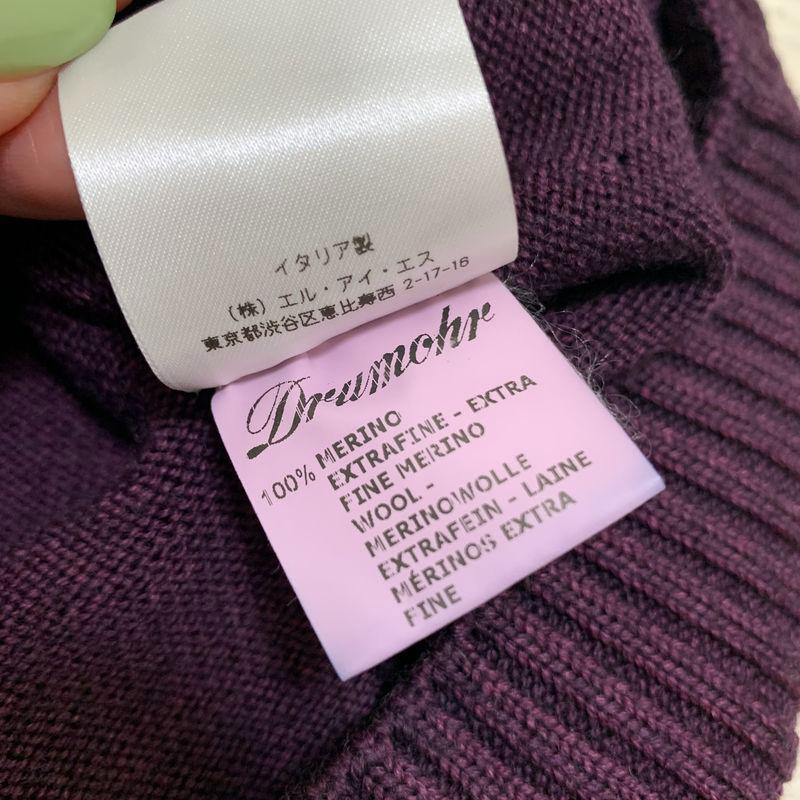 イタリア製
(株) エル・アイ・エス
東京都渋谷区恵比寿西 2-17-16
Drumohr
100% MERINO
EXTRAFINE - EXTRA
FINE MERINO
WOOL -
MERINOWOLLE
EXTRAFEIN - LAINE
MÉRINOS EXTRA
FINE